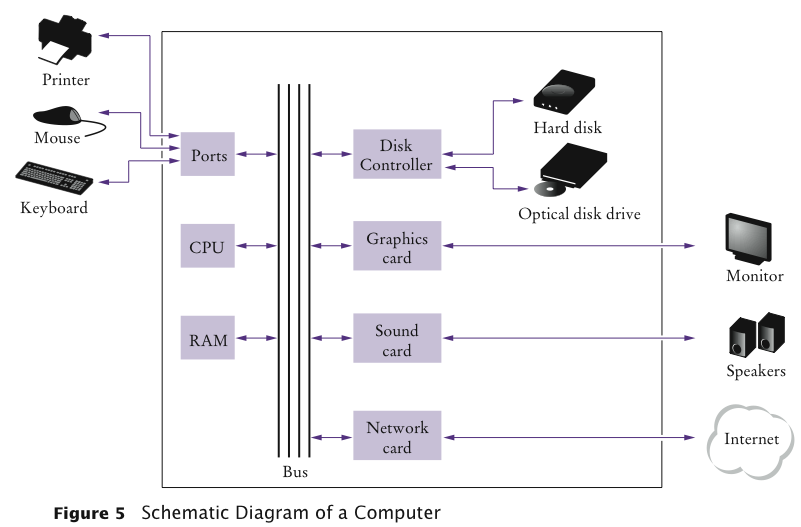 Printer
Mouse
Keyboard
Ports
CPU
RAM
Bus
Disk
Controller
Graphics
card
Sound
card
Network
card
Hard disk
Optical disk drive
Monitor
Speakers
Internet
Figure 5 Schematic Diagram of a Computer